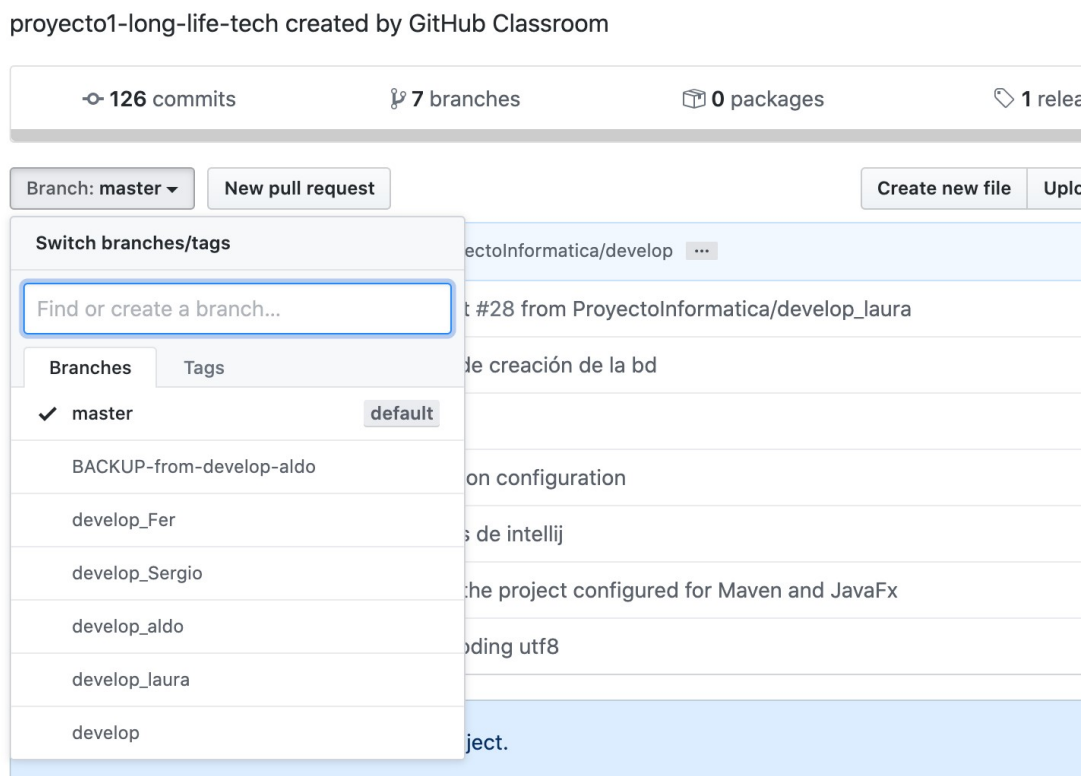 proyecto1-long-life-tech created by GitHub Classroom
126 commits 7 branches 0 packages 1
Branch: master New pull request Create new file
Switch branches/tags
ectoInformatica/develop ...
Find or create a branch...
#28 from ProyectoInformatica/develop_laura
Branches Tags
de creación de la bd
master default
BACKUP-from-develop-aldo
on configuration
develop_Fer
s de intellij
develop_Sergio
the project configured for Maven and JavaFx
develop_aldo
oding utf8
develop_laura
develop
ject.